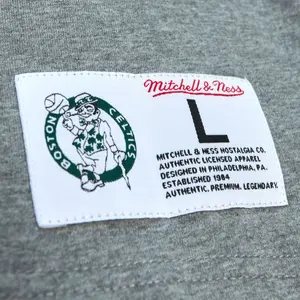 BOSTON
CELTICS
Mitchell & Ness
L
MITCHELL & NESS NOSTALGIA CO.
AUTHENTIC LICENSED APPAREL
DESIGNED IN PHILADELPHIA, PA.
ESTABLISHED 1904
AUTHENTIC. PREMIUM. LEGENDARY.